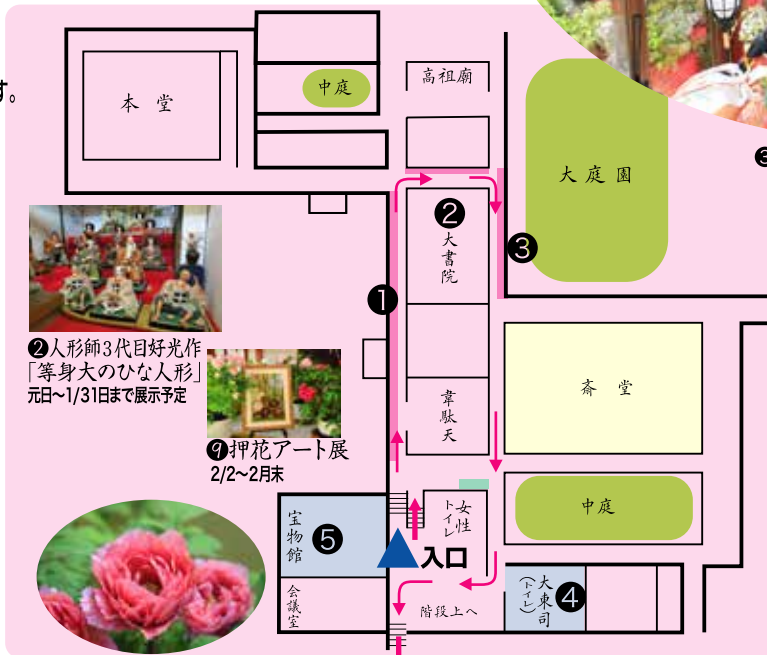 す。
本堂
中庭
高祖廟
大庭園
❸
❷
大書院
❸
❶
❷人形師3代目好光作
「等身大のひな人形」
元日~1/31日まで展示予定
韋駄天
斎堂
❾押花アート展
2/2~2月末
中庭
女性
トイレ
宝物館
❺
入口
会議室
階段上へ
大東司
(トイレ)
❹